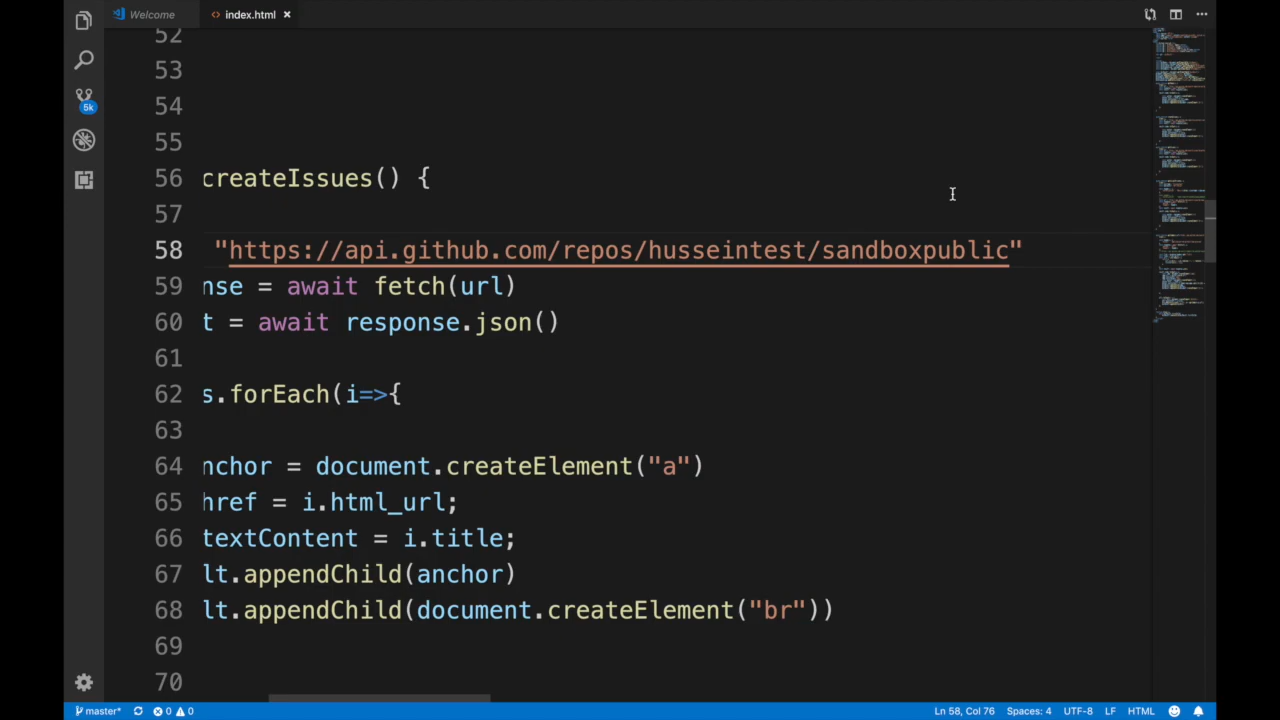 Welcome
<> index.html ×
52
53
54
55
56 createIssues() {
57
58 "https://api.github.com/repos/husseintest/sandboxpublic"
59 nse = await fetch(url)
60 t = await response.json()
61
62 s.forEach(i=>{
63
64 nchor = document.createElement("a")
65 href = i.html_url;
66 textContent = i.title;
67 lt.appendChild(anchor)
68 lt.appendChild(document.createElement("br"))
69
70
5k
master* 0 0 Ln 58, Col 76 Spaces: 4 UTF-8 LF HTML